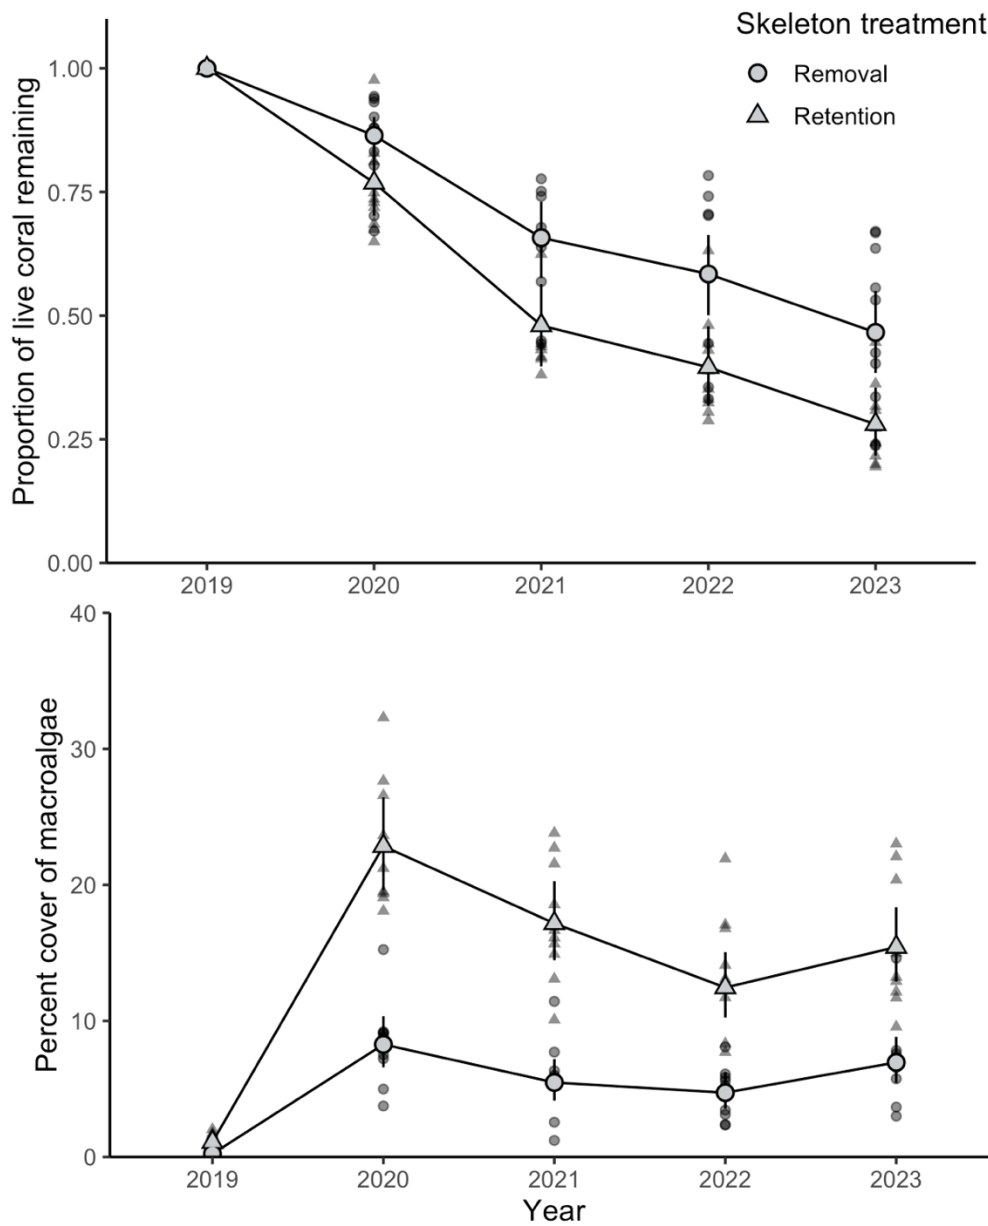 Skeleton treatment
Removal
Retention
Proportion of live coral remaining
1.00
0.75
0.50
0.25
0.00
2019 2020 2021 2022 2023
Percent cover of macroalgae
40
30
20
10
0
2019 2020 2021 2022 2023
Year